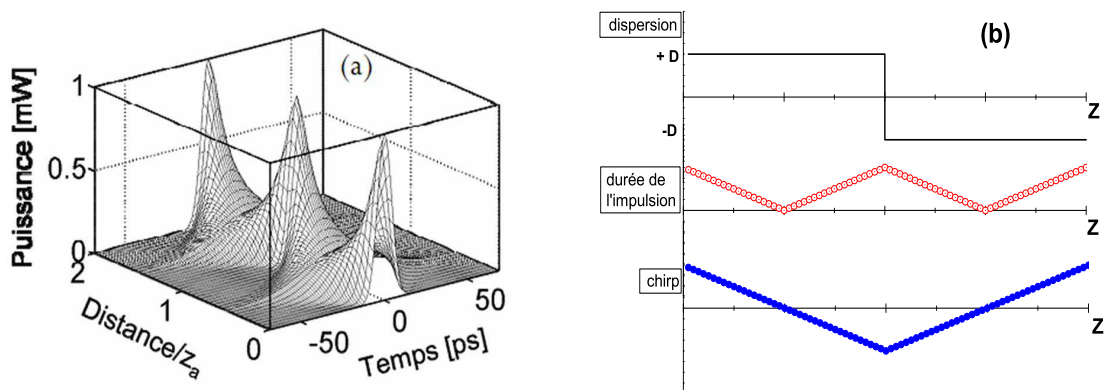 (a)
Puissance [mW]
1
0.5
0
2
1
0
Distance/z_a
-50
0
50
Temps [ps]
dispersion
(b)
+ D
Z
-D
durée de
l'impulsion
Z
chirp
Z